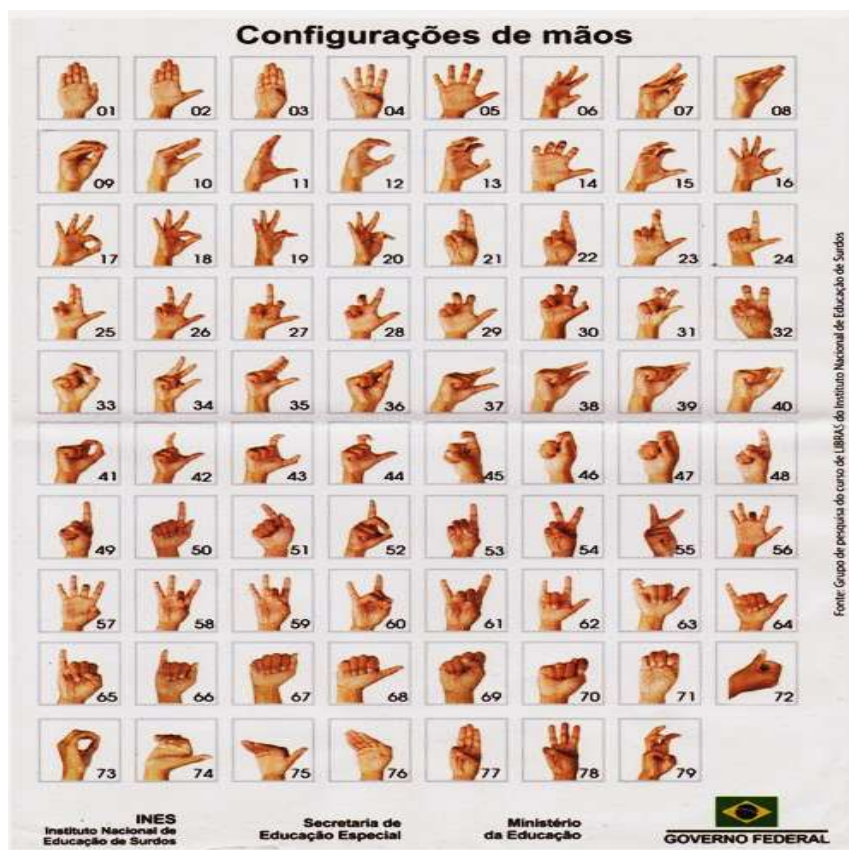 Configurações de mãos
01 02 03 04 05 06 07 08
09 10 11 12 13 14 15 16
17 18 19 20 21 22 23 24
25 26 27 28 29 30 31 32
33 34 35 36 37 38 39 40
41 42 43 44 45 46 47 48
49 50 51 52 53 54 55 56
57 58 59 60 61 62 63 64
65 66 67 68 69 70 71 72
73 74 75 76 77 78 79
INES
Instituto Nacional de
Educação de Surdos
Secretaria de
Educação Especial
Ministério
da Educação
GOVERNO FEDERAL
Fonte: Grupo de pesquisa do curso de LIBRAS do Instituto Nacional de Educação de Surdos